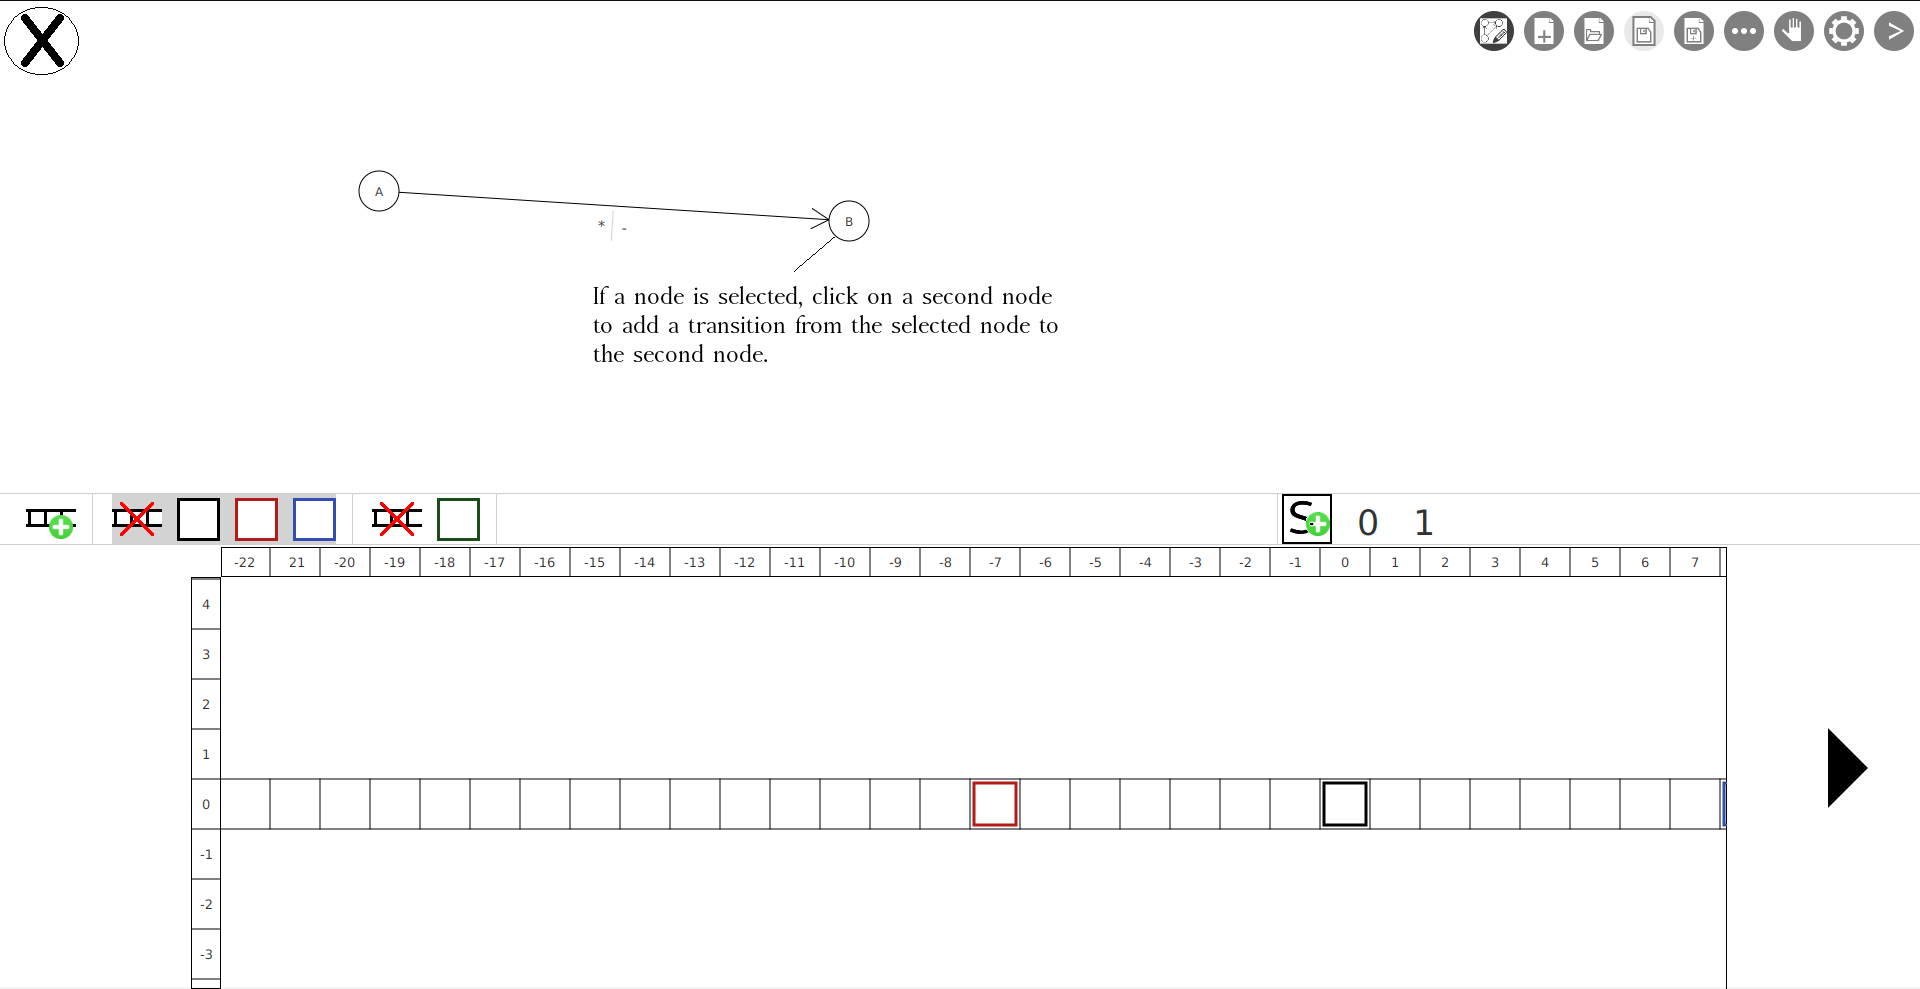 X
>
A
B
* -
If a node is selected, click on a second node
to add a transition from the selected node to
the second node.
S 0 1
-22 21 -20 -19 -18 -17 -16 -15 -14 -13 -12 -11 -10 -9 -8 -7 -6 -5 -4 -3 -2 -1 0 1 2 3 4 5 6 7
4
3
2
1
0
-1
-2
-3